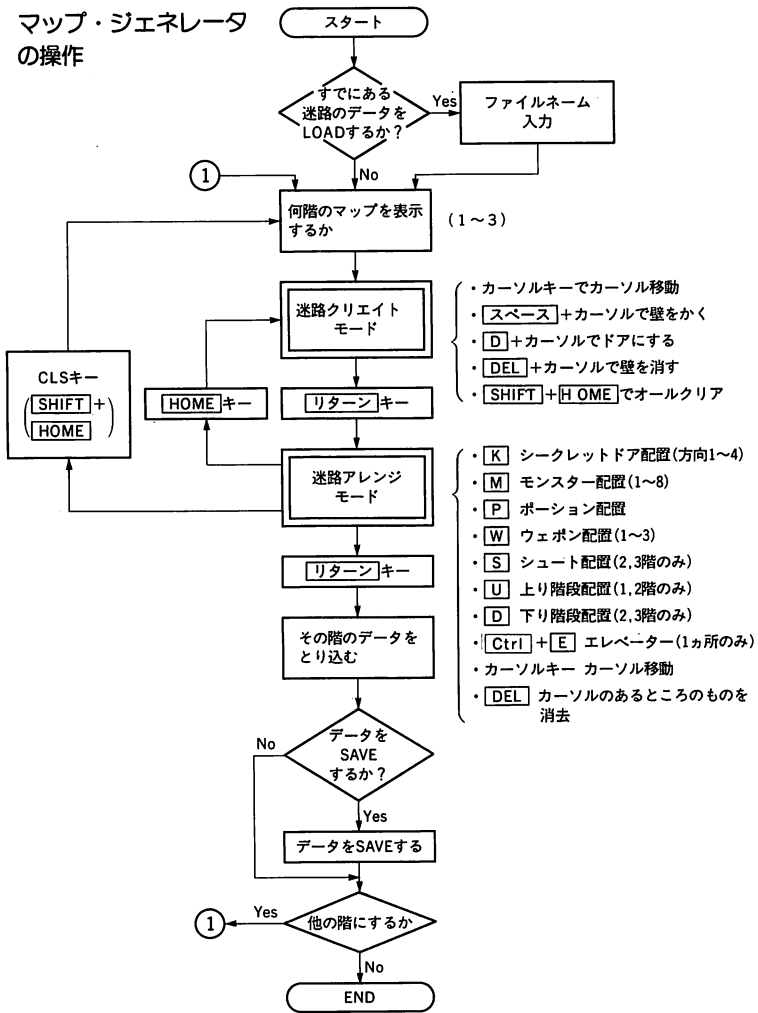 マップ・ジェネレータ
の操作
スタート
すでにある
迷路のデータを
LOADするか？
Yes
ファイルネーム
入力
No
①
何階のマップを表示
するか
(1〜3)
迷路クリエイト
モード
・カーソルキーでカーソル移動
・スペース＋カーソルで壁をかく
・D＋カーソルでドアにする
・DEL＋カーソルで壁を消す
・SHIFT＋HOMEでオールクリア
CLSキー
(SHIFT＋
HOME)
HOMEキー
リターンキー
迷路アレンジ
モード
・K シークレットドア配置(方向1〜4)
・M モンスター配置(1〜8)
・P ポーション配置
・W ウェポン配置(1〜3)
・S シュート配置(2,3階のみ)
・U 上り階段配置(1,2階のみ)
・D 下り階段配置(2,3階のみ)
・Ctrl＋E エレベーター(1ヵ所のみ)
・カーソルキー カーソル移動
・DEL カーソルのあるところのものを
消去
リターンキー
その階のデータを
とり込む
データを
SAVE
するか？
No
Yes
データをSAVEする
他の階にするか
Yes
①
No
END